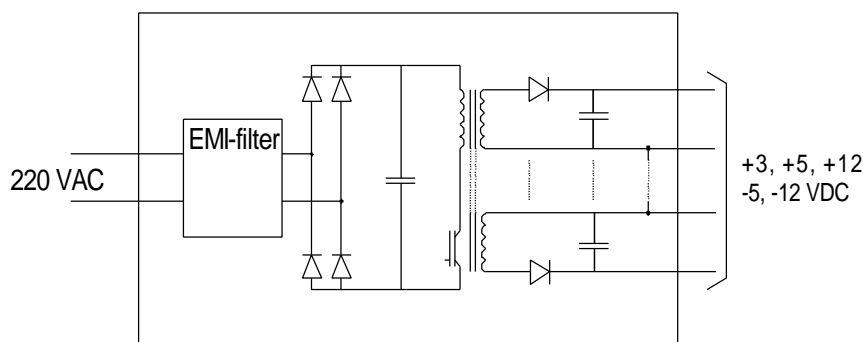 EMI-filter
220 VAC
+3, +5, +12
-5, -12 VDC